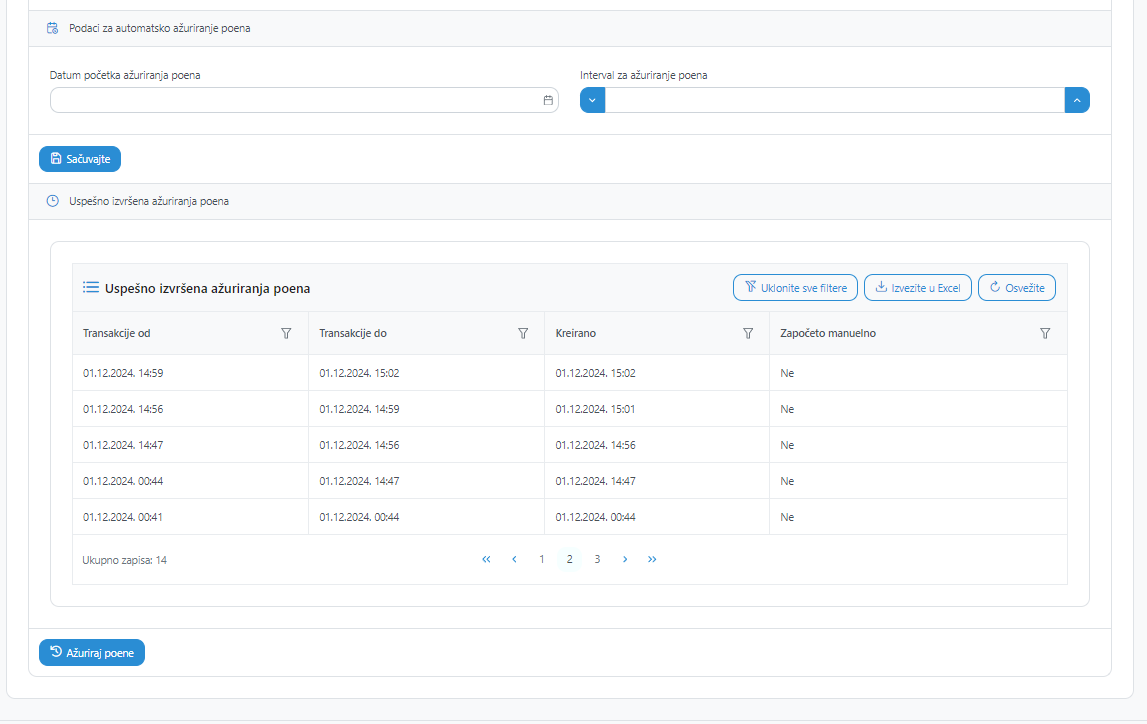 Podaci za automatsko ažuriranje poena
Datum početka ažuriranja poena Interval za ažuriranje poena
Sačuvajte
Uspešno izvršena ažuriranja poena
Uspešno izvršena ažuriranja poena Uklonite sve filtere Izvezite u Excel Osvežite
Transakcije od Transakcije do Kreirano Započeto manuelno
01.12.2024. 14:59 01.12.2024. 15:02 01.12.2024. 15:02 Ne
01.12.2024. 14:56 01.12.2024. 14:59 01.12.2024. 15:01 Ne
01.12.2024. 14:47 01.12.2024. 14:56 01.12.2024. 14:56 Ne
01.12.2024. 00:44 01.12.2024. 14:47 01.12.2024. 14:47 Ne
01.12.2024. 00:41 01.12.2024. 00:44 01.12.2024. 00:44 Ne
Ukupno zapisa: 14 « ‹ 1 2 3 › »
Ažuriraj poene